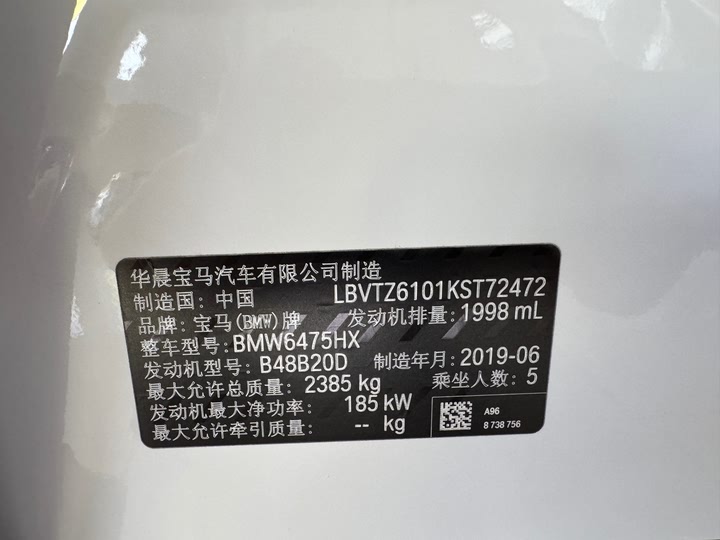 华晨宝马汽车有限公司制造
制造国: 中国 LBVTZ6101KST72472
品牌: 宝马(BMW)牌 发动机排量: 1998 mL
整车型号: BMW6475HX
发动机型号: B48B20D 制造年月: 2019-06
最大允许总质量: 2385 kg 乘坐人数: 5
发动机最大净功率: 185 kW
最大允许牵引质量: -- kg
A96
8 738 756